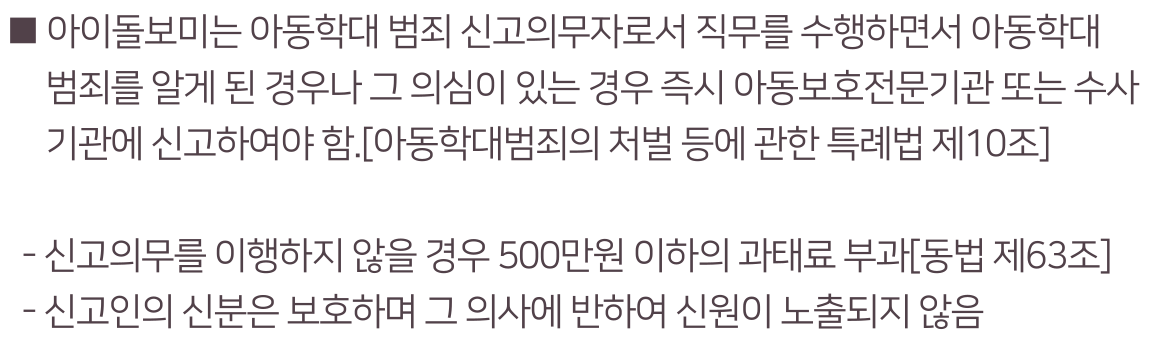 ■ 아이돌보미는 아동학대 범죄 신고의무자로서 직무를 수행하면서 아동학대
범죄를 알게 된 경우나 그 의심이 있는 경우 즉시 아동보호전문기관 또는 수사
기관에 신고하여야 함.[아동학대범죄의 처벌 등에 관한 특례법 제10조]
- 신고의무를 이행하지 않을 경우 500만원 이하의 과태료 부과[동법 제63조]
- 신고인의 신분은 보호하며 그 의사에 반하여 신원이 노출되지 않음